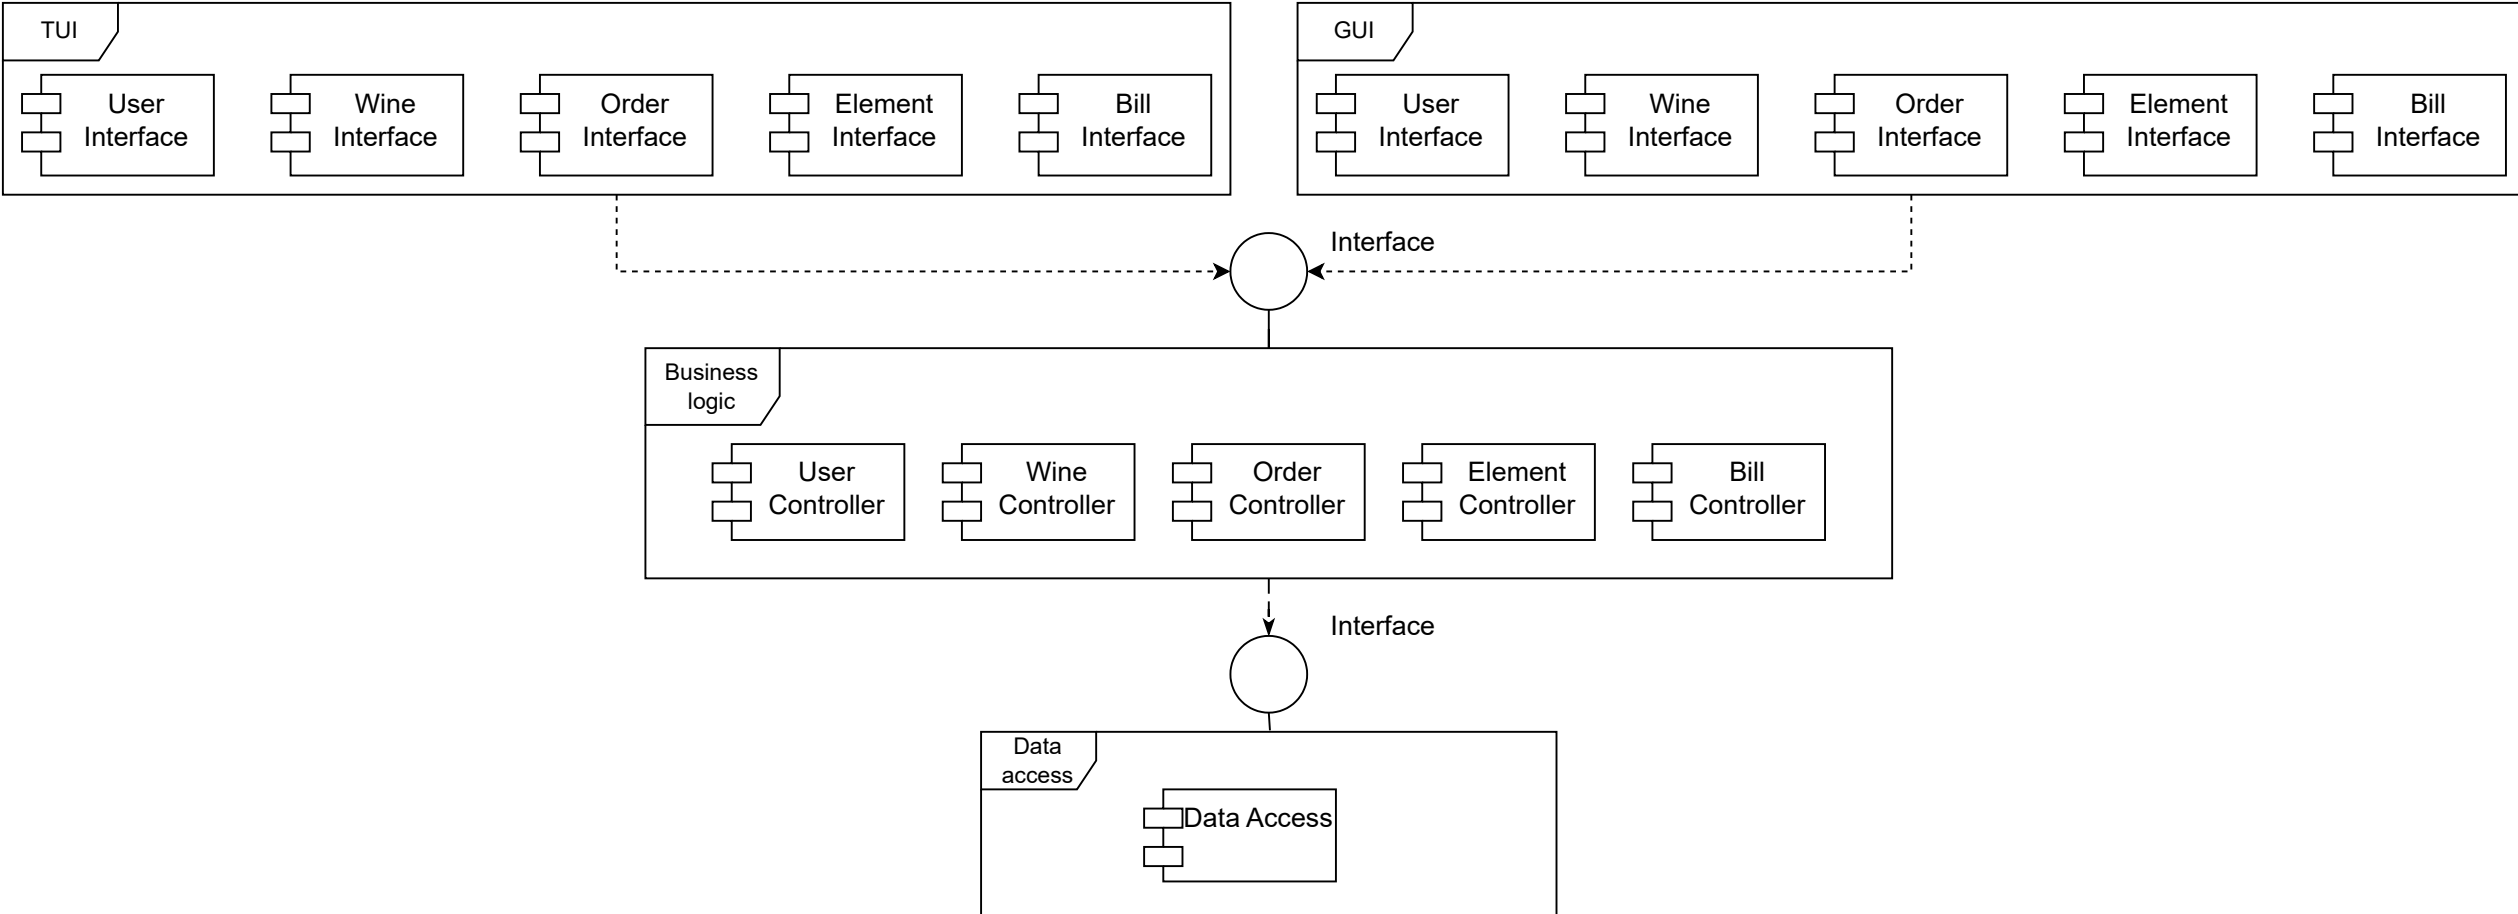 TUI
User
Interface
Wine
Interface
Order
Interface
Element
Interface
Bill
Interface
GUI
User
Interface
Wine
Interface
Order
Interface
Element
Interface
Bill
Interface
Interface
Business
logic
User
Controller
Wine
Controller
Order
Controller
Element
Controller
Bill
Controller
Interface
Data
access
Data Access